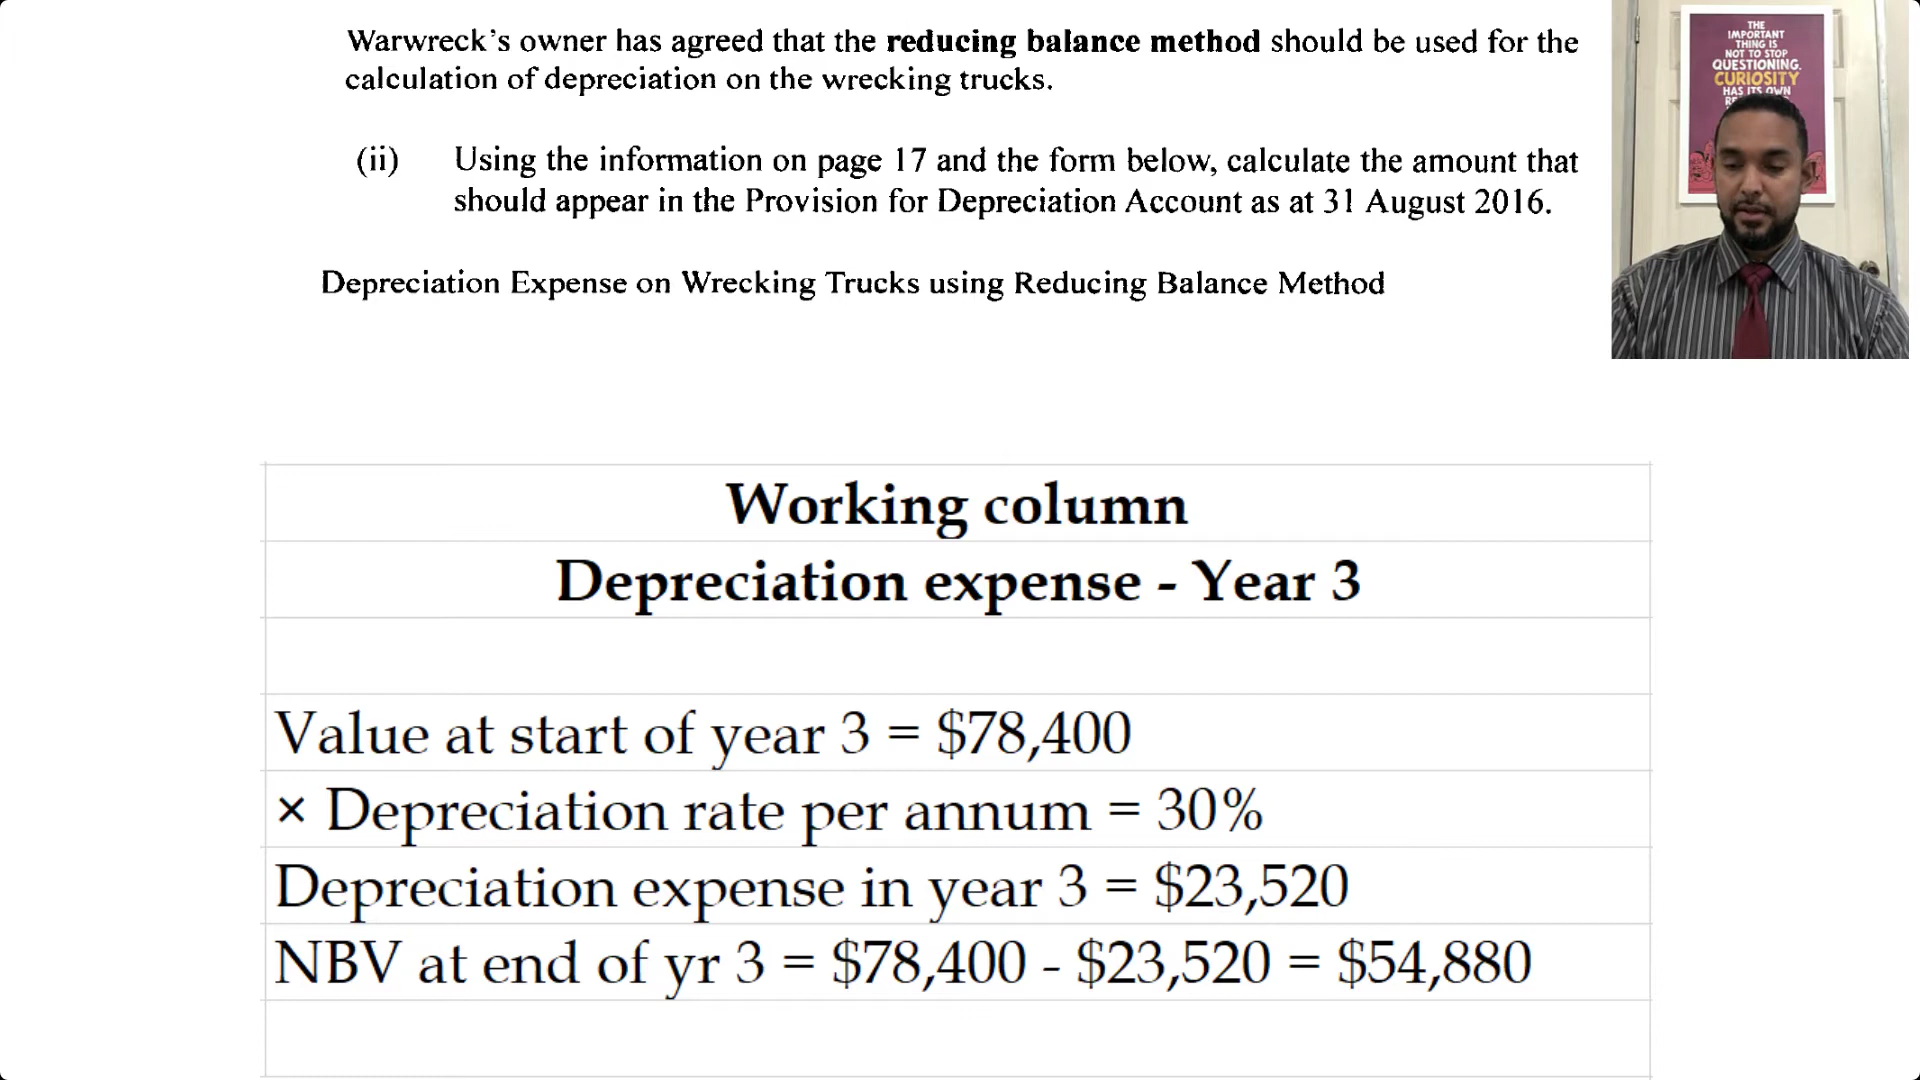 Warwreck's owner has agreed that the reducing balance method should be used for the
calculation of depreciation on the wrecking trucks.
(ii) Using the information on page 17 and the form below, calculate the amount that
should appear in the Provision for Depreciation Account as at 31 August 2016.
Depreciation Expense on Wrecking Trucks using Reducing Balance Method
THE
IMPORTANT
THING IS
NOT TO STOP
QUESTIONING.
CURIOSITY
HAS ITS OWN
Working column
Depreciation expense - Year 3
Value at start of year 3 = $78,400
× Depreciation rate per annum = 30%
Depreciation expense in year 3 = $23,520
NBV at end of yr 3 = $78,400 - $23,520 = $54,880